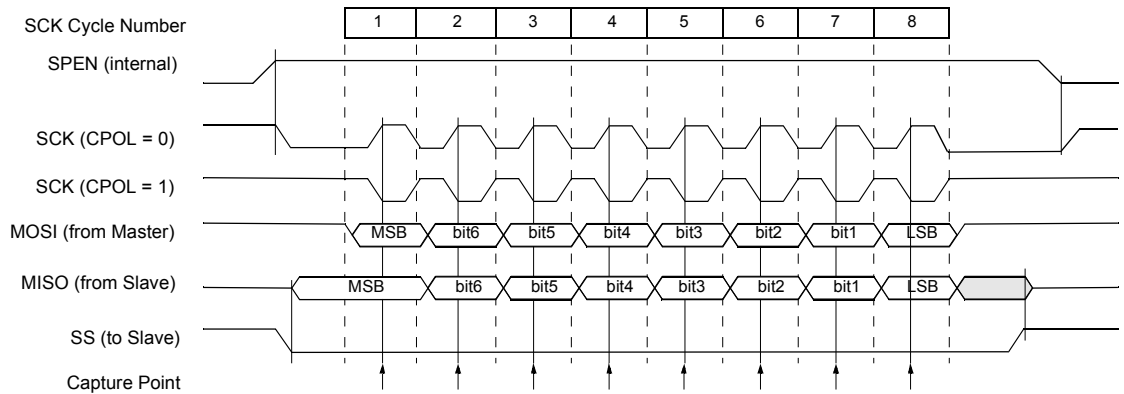 SCK Cycle Number 1 2 3 4 5 6 7 8
SPEN (internal)
SCK (CPOL = 0)
SCK (CPOL = 1)
MOSI (from Master) MSB bit6 bit5 bit4 bit3 bit2 bit1 LSB
MISO (from Slave) MSB bit6 bit5 bit4 bit3 bit2 bit1 LSB
SS (to Slave)
Capture Point